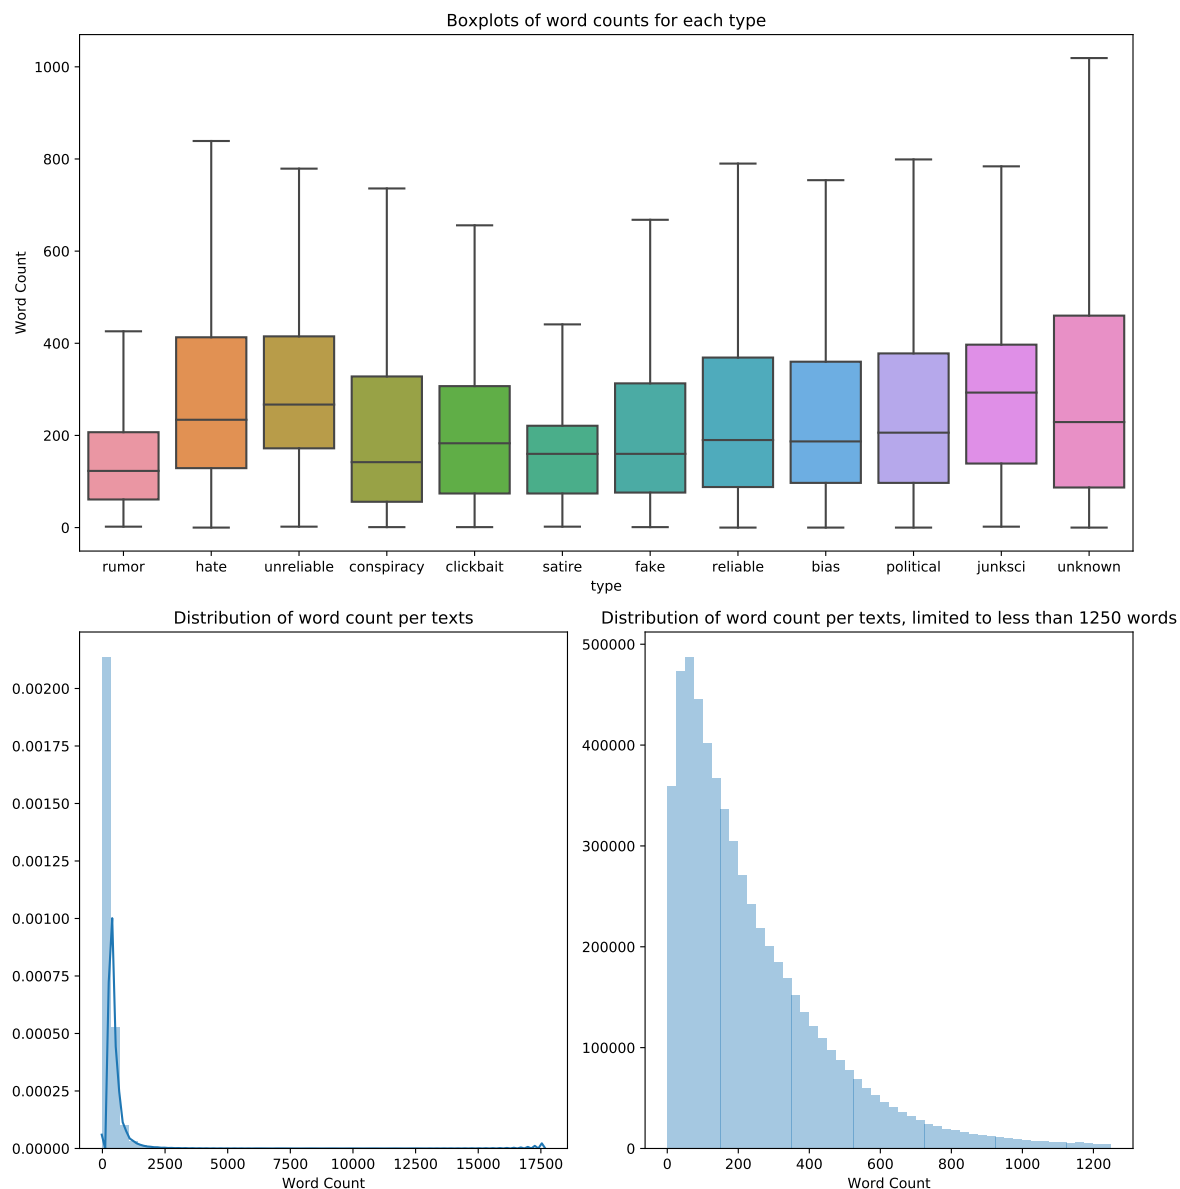 Boxplots of word counts for each type
1000
800
600
400
200
0
Word Count
rumor hate unreliable conspiracy clickbait satire fake reliable bias political junksci unknown
type
Distribution of word count per texts
0.00200
0.00175
0.00150
0.00125
0.00100
0.00075
0.00050
0.00025
0.00000
0 2500 5000 7500 10000 12500 15000 17500
Word Count
Distribution of word count per texts, limited to less than 1250 words
500000
400000
300000
200000
100000
0
0 200 400 600 800 1000 1200
Word Count